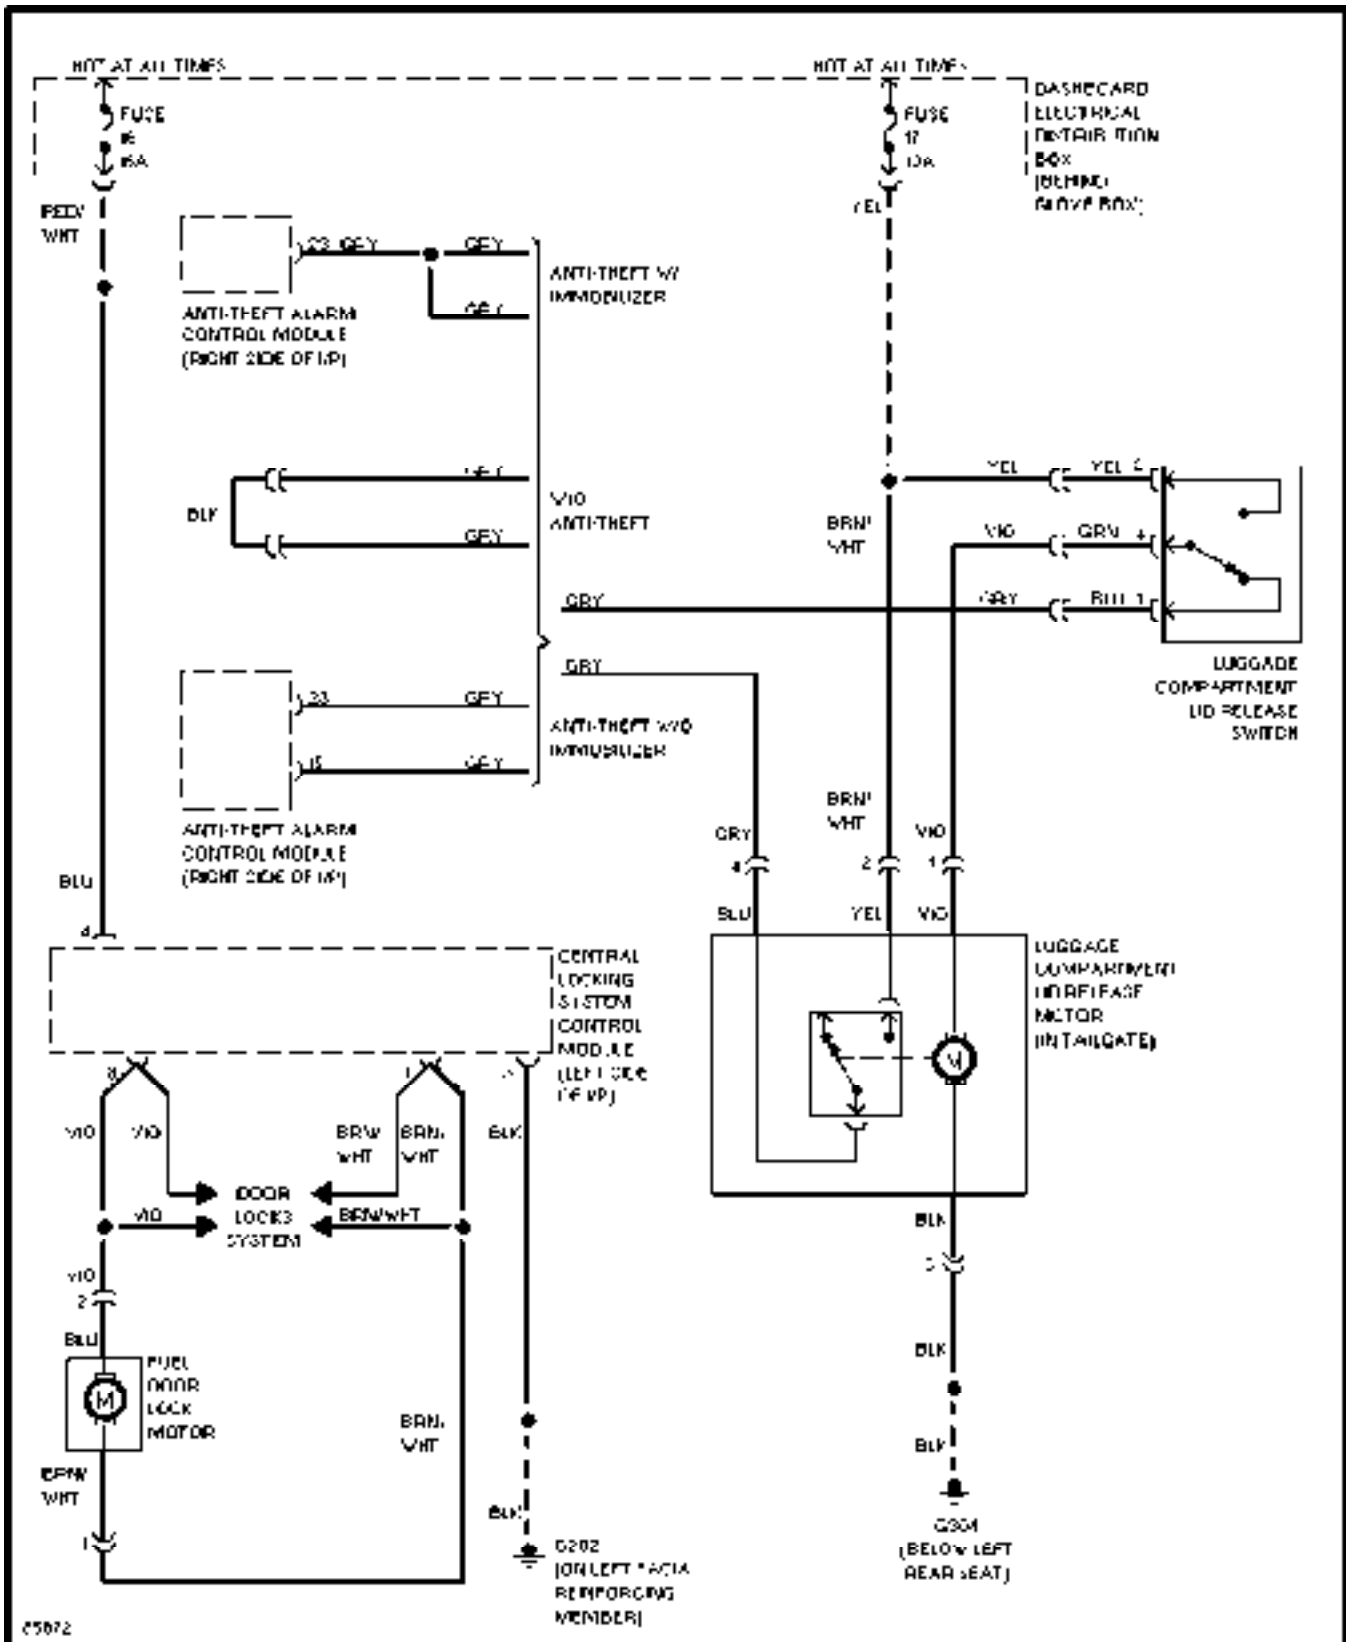 HOT AT ALL TIMES
HOT AT ALL TIMES
FUSE
16
15A
FUSE
17
DASHBOARD
ELECTRICAL
DISTRIBUTION
BOX
(BEHIND
GLOVE BOX)
RED/
WHT
YEL
23 GRY
GRY
GRY
ANTI-THEFT W/
IMMOBILIZER
ANTI-THEFT ALARM
CONTROL MODULE
(RIGHT SIDE OF I/P)
BLK
GRY
GRY
W/O
ANTI-THEFT
BRN/
WHT
YEL
YEL
VIO
GRN 4
GRY
GRY
BLU 1
LUGGAGE
COMPARTMENT
LID RELEASE
SWITCH
GRY
23
GRY
15
GRY
ANTI-THEFT W/O
IMMOBILIZER
ANTI-THEFT ALARM
CONTROL MODULE
(RIGHT SIDE OF I/P)
BRN/
WHT
GRY
VIO
4
2
1
BLU
YEL
VIO
BLU
4
CENTRAL
LOCKING
SYSTEM
CONTROL
MODULE
(LEFT SIDE
OF I/P)
LUGGAGE
COMPARTMENT
LID RELEASE
MOTOR
(IN TAILGATE)
M
8
1
VIO
VIO
BRN/
WHT
BRN/
WHT
BLK
DOOR
LOCKS
SYSTEM
VIO
BRN/WHT
BLK
VIO
2
BLU
FUEL
DOOR
LOCK
MOTOR
M
BRN/
WHT
BLK
BRN/
WHT
1
BLK
BLK
G202
(ON LEFT FACIA
REINFORCING
MEMBER)
G304
(BELOW LEFT
REAR SEAT)